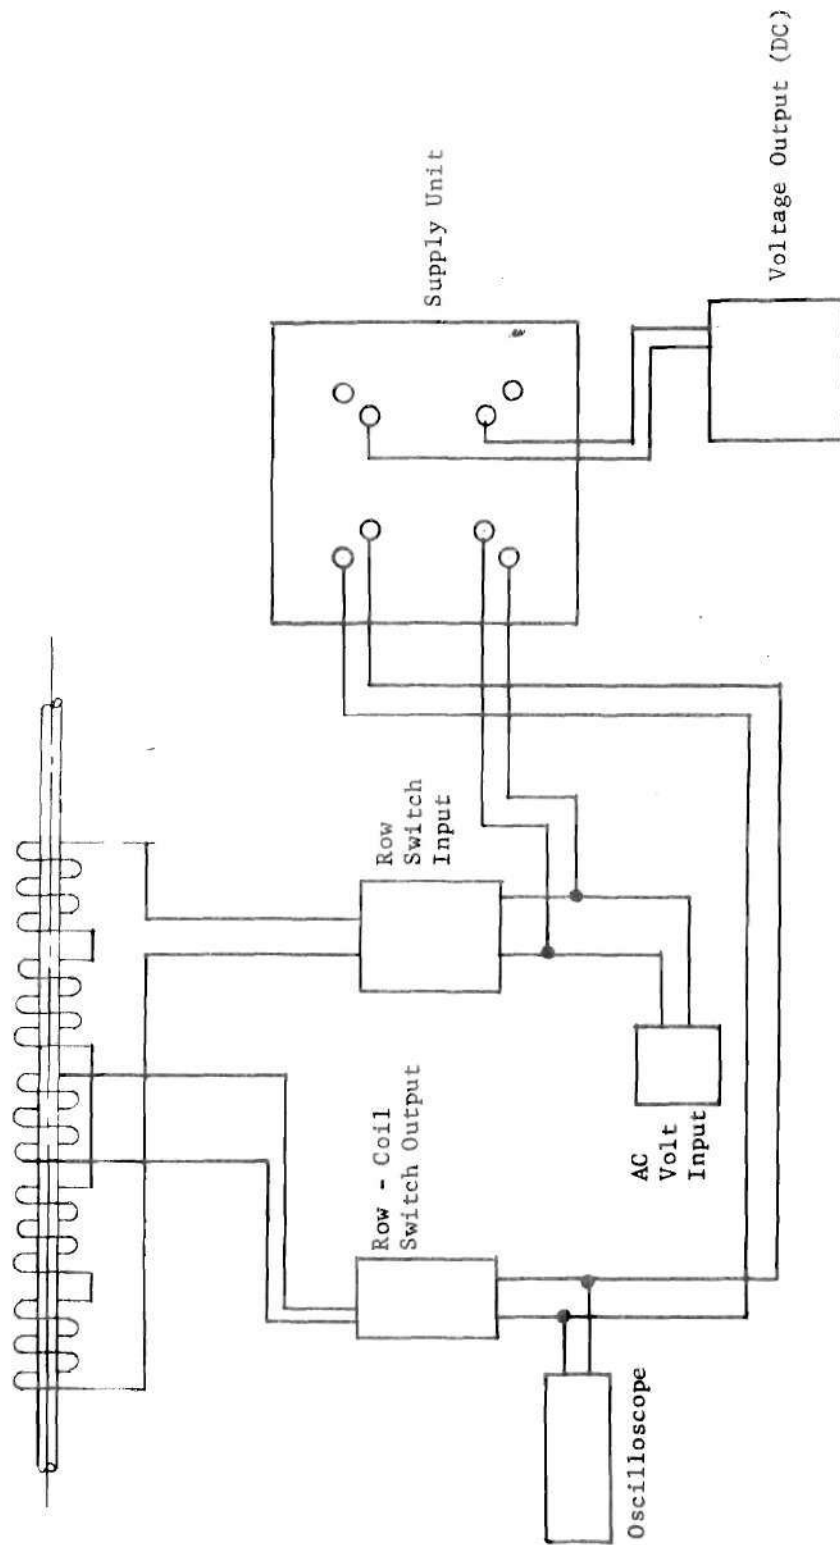 Supply Unit
Voltage Output (DC)
Row
Switch
Input
Row - Coil
Switch Output
AC
Volt
Input
Oscilloscope